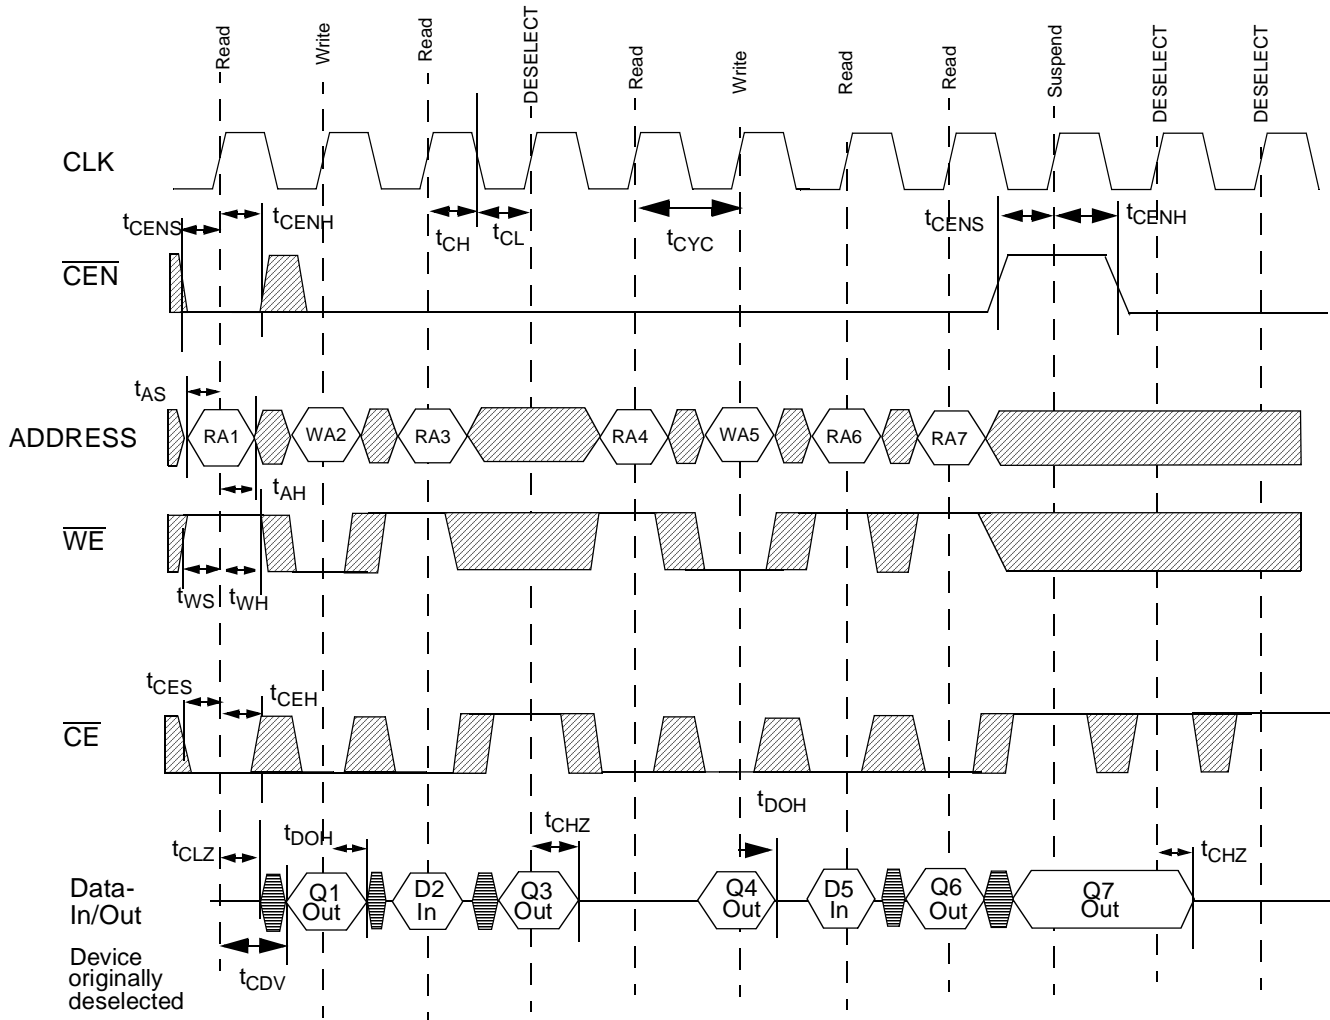 Read
Write
Read
DESELECT
Read
Write
Read
Read
Suspend
DESELECT
DESELECT
CLK
tCENS
tCENH
tCH
tCL
tCYC
tCENS
tCENH
CEN
tAS
ADDRESS
RA1
WA2
RA3
RA4
WA5
RA6
RA7
tAH
WE
tWS
tWH
tCES
tCEH
CE
tDOH
tCLZ
tDOH
tCHZ
tCHZ
Data-
In/Out
Q1
Out
D2
In
Q3
Out
Q4
Out
D5
In
Q6
Out
Q7
Out
Device
originally
deselected
tCDV